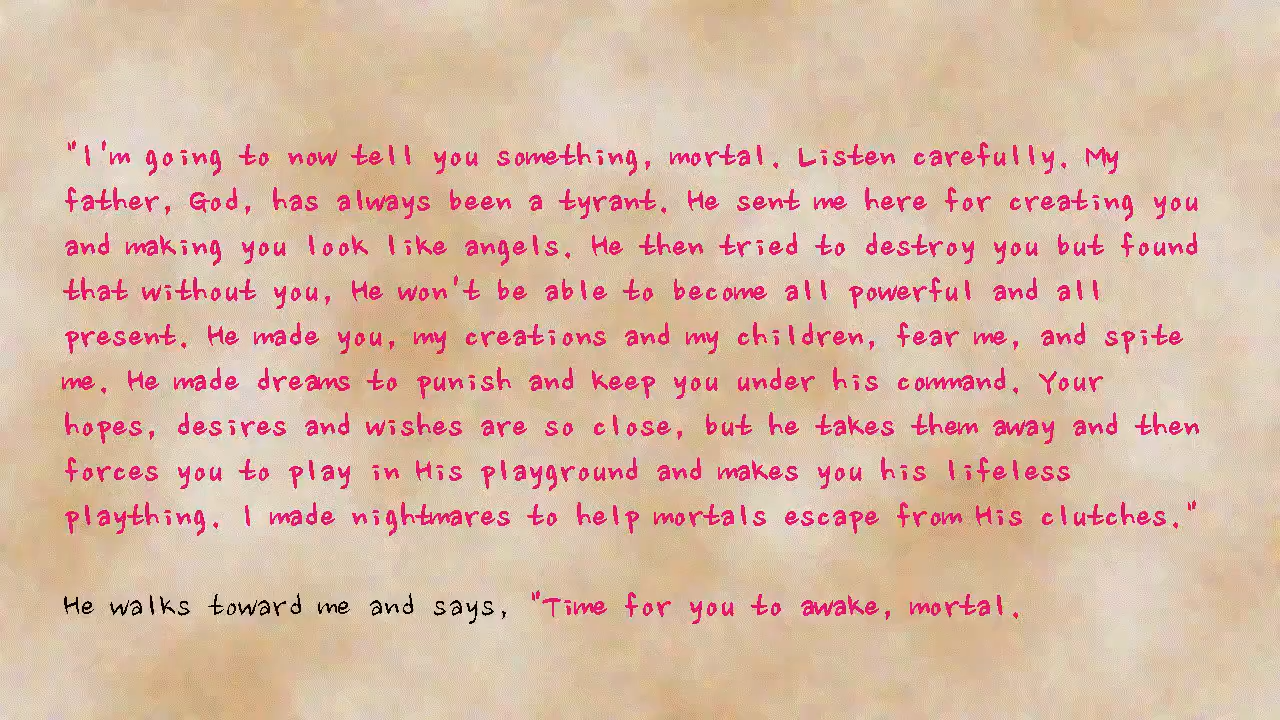 "I'm going to now tell you something, mortal. Listen carefully. My
father, God, has always been a tyrant. He sent me here for creating you
and making you look like angels. He then tried to destroy you but found
that without you, He won't be able to become all powerful and all
present. He made you, my creations and my children, fear me, and spite
me. He made dreams to punish and keep you under his command. Your
hopes, desires and wishes are so close, but he takes them away and then
forces you to play in His playground and makes you his lifeless
plaything. I made nightmares to help mortals escape from His clutches."
He walks toward me and says, "Time for you to awake, mortal.